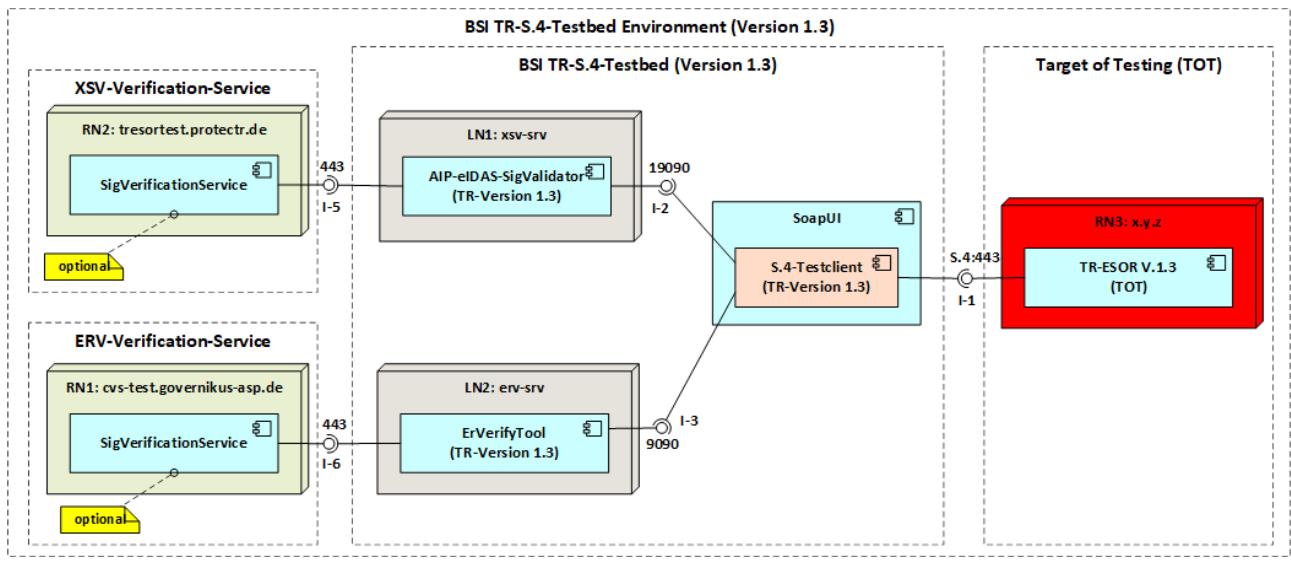 BSI TR-S.4-Testbed Environment (Version 1.3)
BSI TR-S.4-Testbed (Version 1.3)
Target of Testing (TOT)
XSV-Verification-Service
RN2: tresortest.protectr.de
SigVerificationService
optional
443
I-5
LN1: xsv-srv
AIP-eIDAS-SigValidator
(TR-Version 1.3)
19090
I-2
SoapUI
S.4-Testclient
(TR-Version 1.3)
S.4:443
I-1
RN3: x.y.z
TR-ESOR V.1.3
(TOT)
ERV-Verification-Service
RN1: cvs-test.governikus-asp.de
SigVerificationService
optional
443
I-6
LN2: erv-srv
ErVerifyTool
(TR-Version 1.3)
I-3
9090